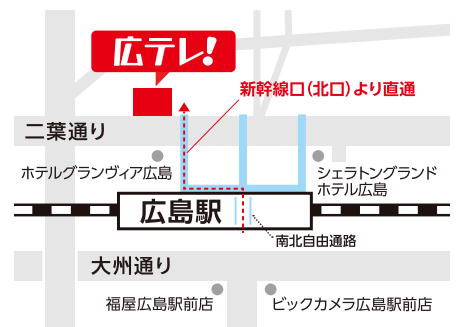 広テレ!
新幹線口(北口)より直通
二葉通り
ホテルグランヴィア広島
シェラトングランド
ホテル広島
広島駅
南北自由通路
大州通り
福屋広島駅前店
ビックカメラ広島駅前店